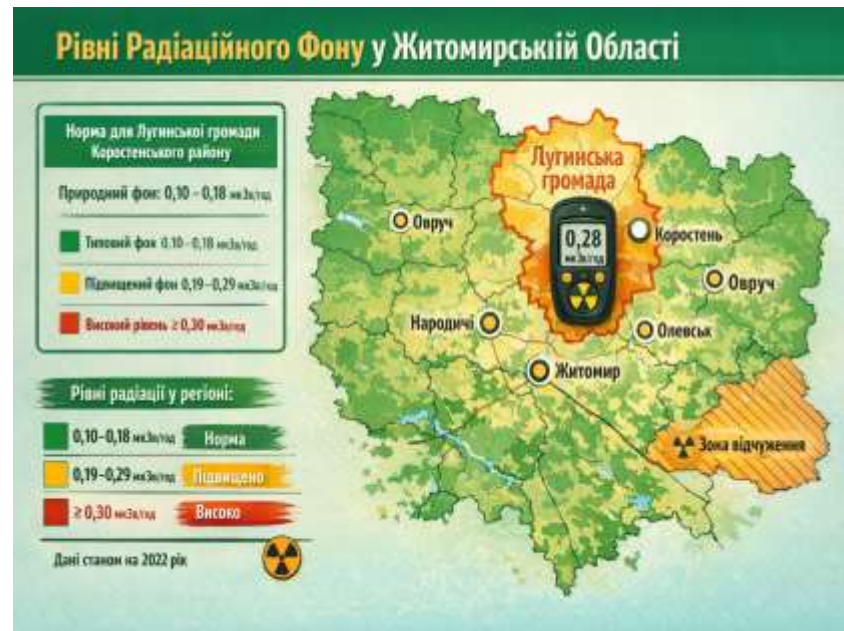 Рівні Радіаційного Фону у Житомирській Області
Норма для Лугинської громади
Коростенського району
Природний фон: 0,10 – 0,18 мкЗв/год
Типовий фон 0.10 - 0,18 мкЗв/год
Підвищений фон 0,19–0,29 мкЗв/год
Високий рівень ≥ 0,30 мкЗв/год
Рівні радіації у регіоні:
0,10–0,18 мкЗв/год Норма
0,19–0,29 мкЗв/год Підвищено
≥ 0,30 мкЗв/год Високо
Дані станом на 2022 рік
Лугинська
громада
0,28
мкЗв/год
Овруч
Коростень
Овруч
Народичі
Олевськ
Житомир
Зона відчуження